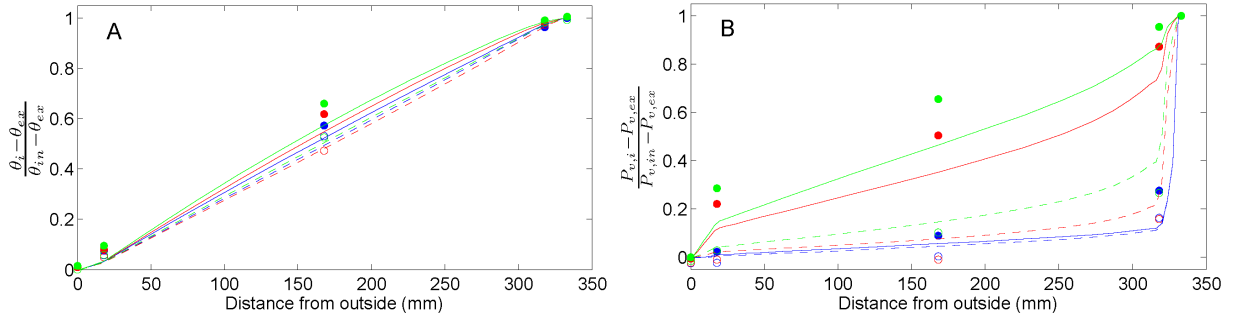 A
1
0.8
0.6
0.4
0.2
0
0 50 100 150 200 250 300 350
Distance from outside (mm)
θi − θex
θin − θex
B
1
0.8
0.6
0.4
0.2
0
0 50 100 150 200 250 300 350
Distance from outside (mm)
Pv,i − Pv,ex
Pv,in − Pv,ex